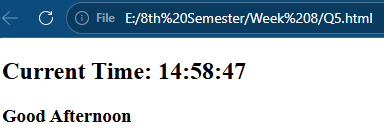 File E:/8th%20Semester/Week%208/Q5.html
Current Time: 14:58:47
Good Afternoon